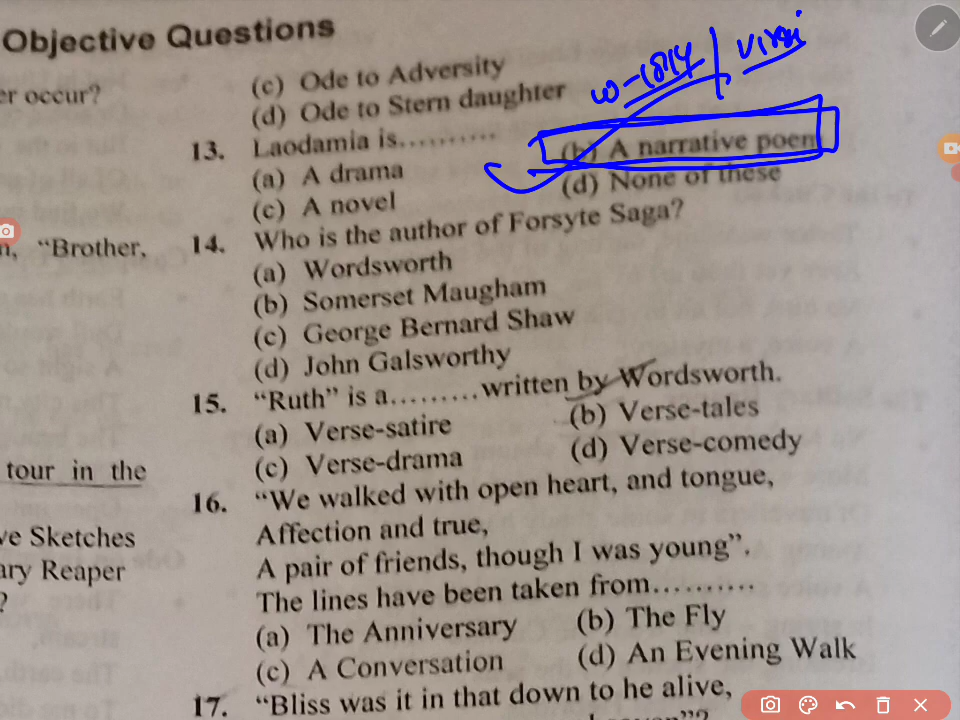 Objective Questions
er occur?
(c) Ode to Adversity
(d) Ode to Stern daughter
13. Laodamia is..........
(a) A drama
(b) A narrative poem
(c) A novel
(d) None of these
n, “Brother,
14. Who is the author of Forsyte Saga?
(a) Wordsworth
(b) Somerset Maugham
(c) George Bernard Shaw
(d) John Galsworthy
15. “Ruth” is a.........written by Wordsworth.
(a) Verse-satire
(b) Verse-tales
(c) Verse-drama
(d) Verse-comedy
tour in the
16. “We walked with open heart, and tongue,
Affection and true,
A pair of friends, though I was young”.
The lines have been taken from..........
(a) The Anniversary
(b) The Fly
(c) A Conversation
(d) An Evening Walk
ve Sketches
ary Reaper
?
17. “Bliss was it in that down to he alive,